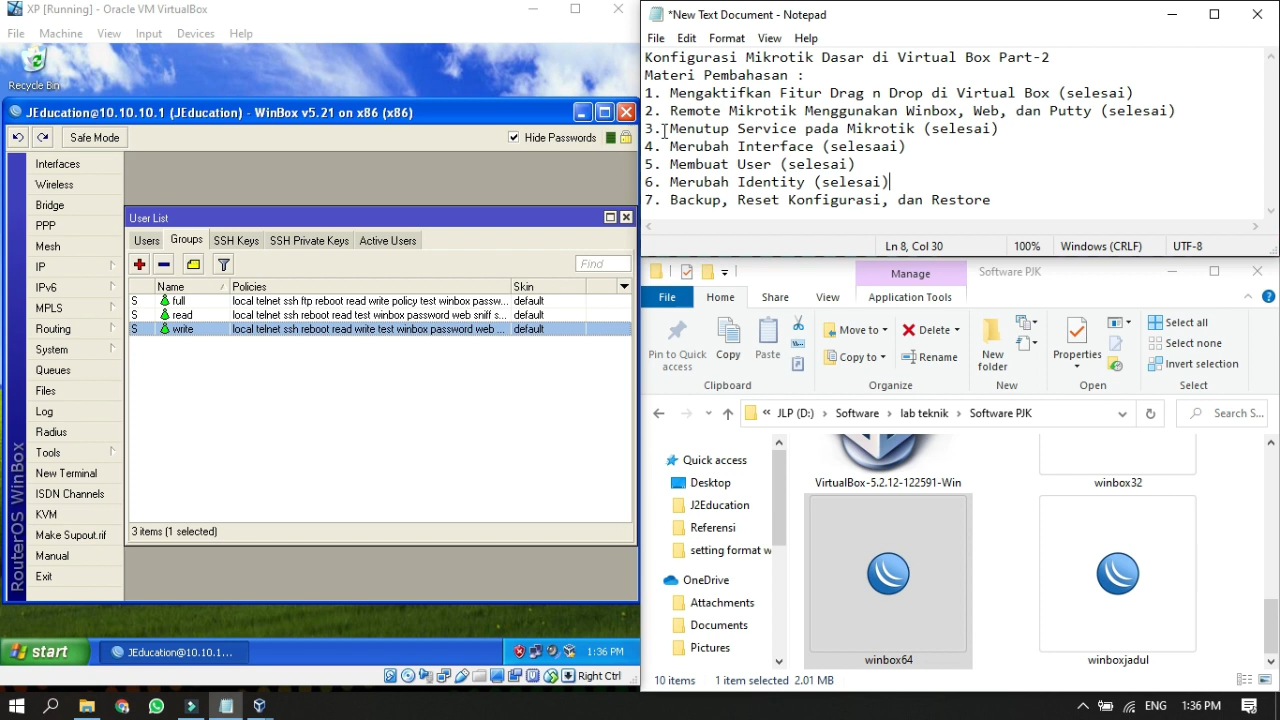 XP [Running] - Oracle VM VirtualBox
File Machine View Input Devices Help
Recycle Bin
JEducation@10.10.10.1 (JEducation) - WinBox v5.21 on x86 (x86)
Safe Mode
Hide Passwords
Interfaces
Wireless
Bridge
PPP
Mesh
IP
IPv6
MPLS
Routing
System
Queues
Files
Log
Radius
Tools
New Terminal
ISDN Channels
KVM
Make Supout.rif
Manual
Exit
RouterOS WinBox
User List
Users Groups SSH Keys SSH Private Keys Active Users
Find
Name / Policies Skin
S full local telnet ssh ftp reboot read write policy test winbox passw... default
S read local telnet ssh reboot read test winbox password web sniff s... default
S write local telnet ssh reboot read write test winbox password web ... default
3 items (1 selected)
start
JEducation@10.10.1...
1:36 PM
Right Ctrl
*New Text Document - Notepad
File Edit Format View Help
Konfigurasi Mikrotik Dasar di Virtual Box Part-2
Materi Pembahasan :
1. Mengaktifkan Fitur Drag n Drop di Virtual Box (selesai)
2. Remote Mikrotik Menggunakan Winbox, Web, dan Putty (selesai)
3. Menutup Service pada Mikrotik (selesai)
4. Merubah Interface (selesaai)
5. Membuat User (selesai)
6. Merubah Identity (selesai)
7. Backup, Reset Konfigurasi, dan Restore
Ln 8, Col 30 100% Windows (CRLF) UTF-8
Manage Software PJK
File Home Share View Application Tools
Pin to Quick access
Copy
Paste
Clipboard
Move to
Copy to
Delete
Rename
Organize
New folder
New
Properties
Open
Select all
Select none
Invert selection
Select
« JLP (D:) › Software › lab teknik › Software PJK
Search S...
Quick access
Desktop
J2Education
Referensi
setting format w
OneDrive
Attachments
Documents
Pictures
VirtualBox-5.2.12-122591-Win
winbox32
winbox64
winboxjadul
10 items 1 item selected 2.01 MB
ENG 1:36 PM